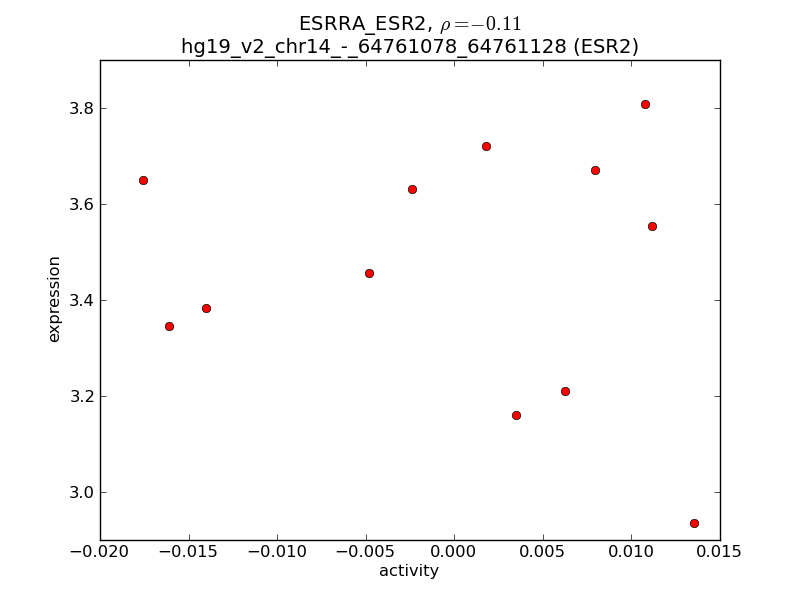 ESRRA_ESR2, ρ = −0.11
hg19_v2_chr14_-_64761078_64761128 (ESR2)
3.8
3.6
3.4
3.2
3.0
expression
−0.020 −0.015 −0.010 −0.005 0.000 0.005 0.010 0.015
activity